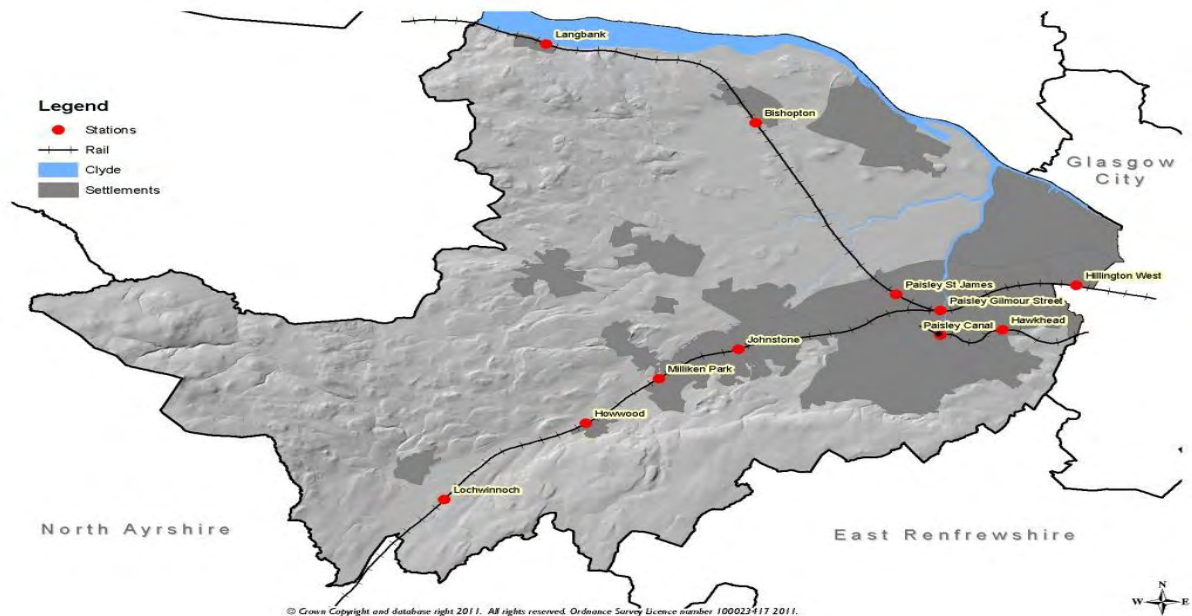 Langbank
Legend
Stations
Rail
Clyde
Settlements
Bishopton
Glasgow
City
Hillington West
Paisley St James
Paisley Gilmour Street
Paisley Canal
Hawkhead
Johnstone
Milliken Park
Howwood
Lochwinnoch
North Ayrshire
East Renfrewshire
N
W
E
S
© Crown Copyright and database right 2011. All rights reserved. Ordnance Survey Licence number 100023417 2011.